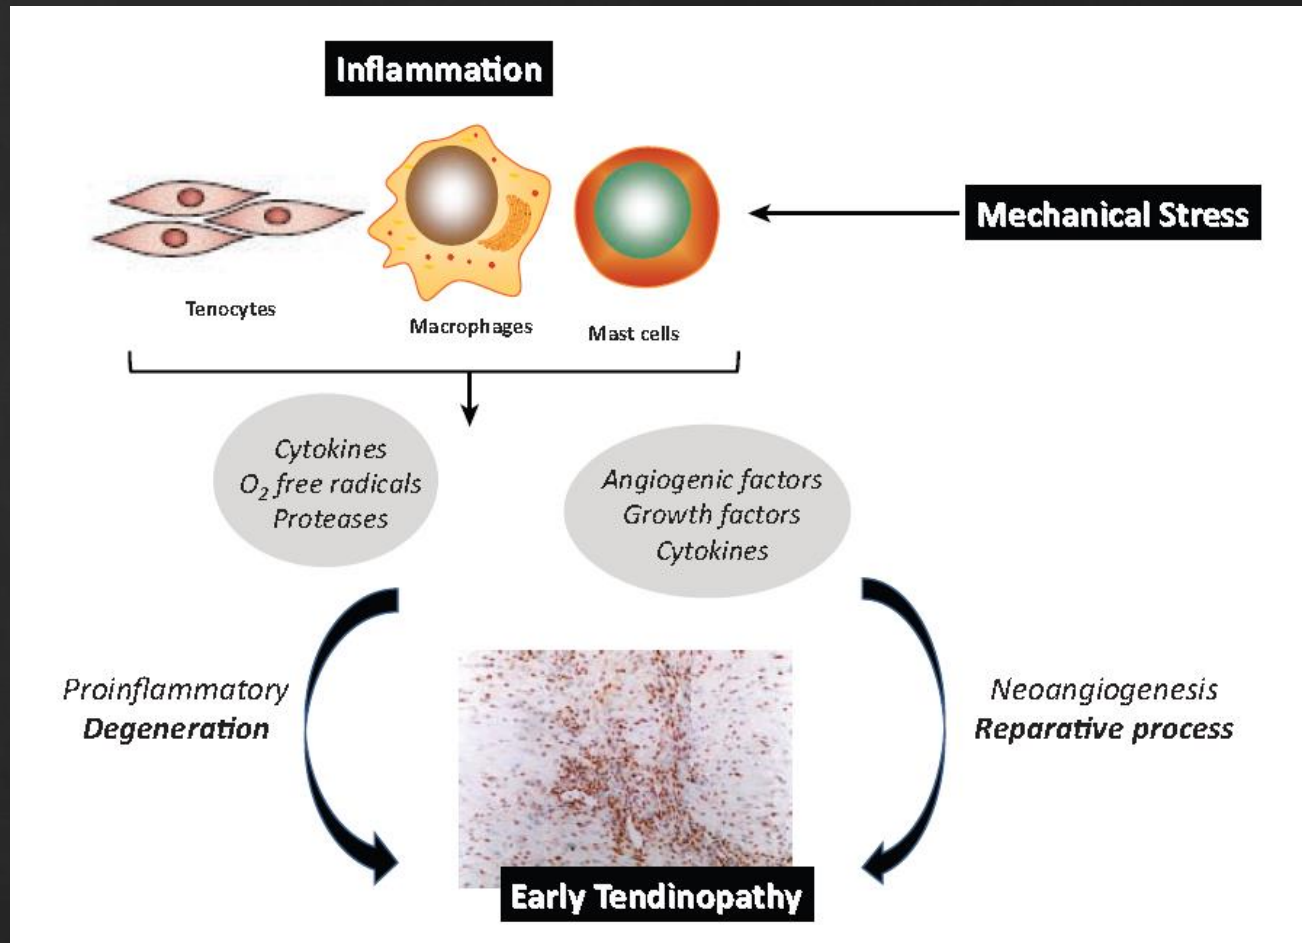 Inflammation
Mechanical Stress
Tenocytes
Macrophages
Mast cells
Cytokines
O₂ free radicals
Proteases
Angiogenic factors
Growth factors
Cytokines
Proinflammatory
Degeneration
Neoangiogenesis
Reparative process
Early Tendinopathy